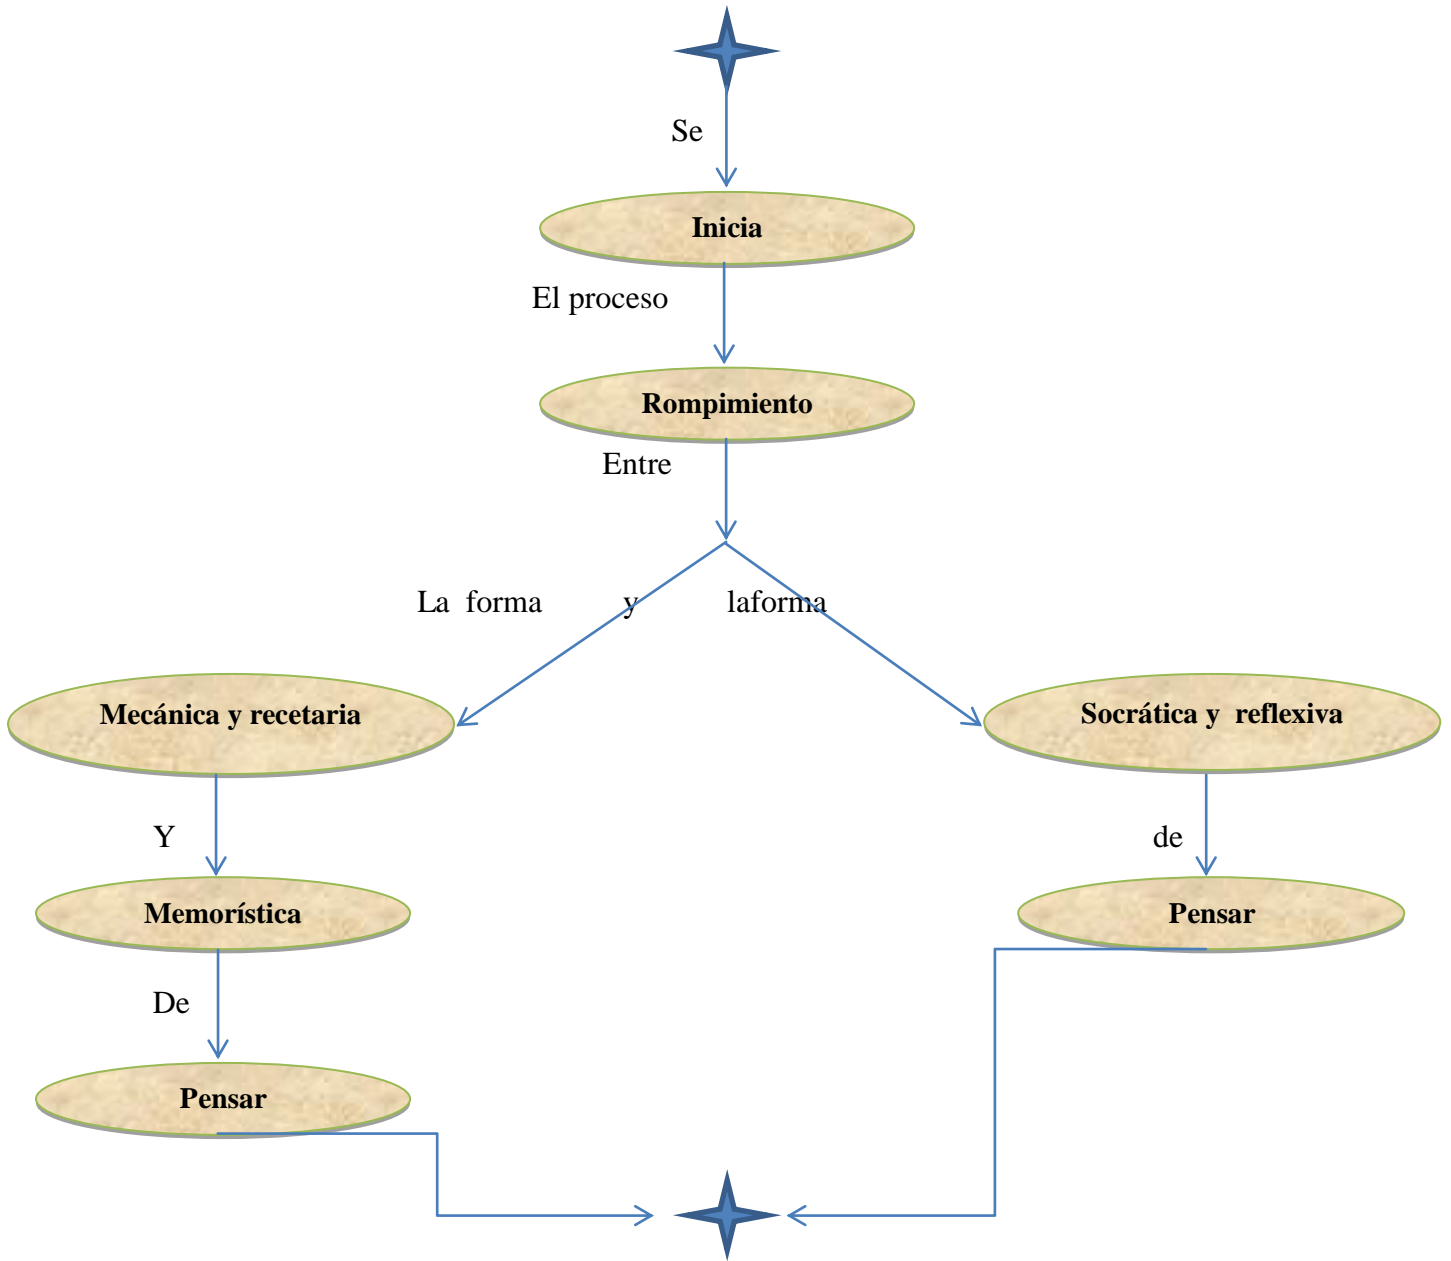 Se
Inicia
El proceso
Rompimiento
Entre
La forma y laforma
Mecánica y recetaria
Socrática y reflexiva
Y
de
Memorística
Pensar
De
Pensar